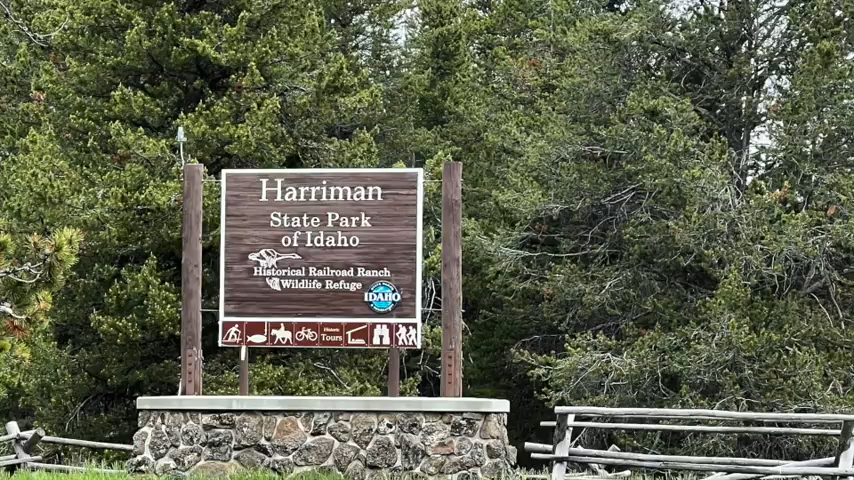 Harriman
State Park
of Idaho
Historical Railroad Ranch
Wildlife Refuge
IDAHO
Historic
Tours